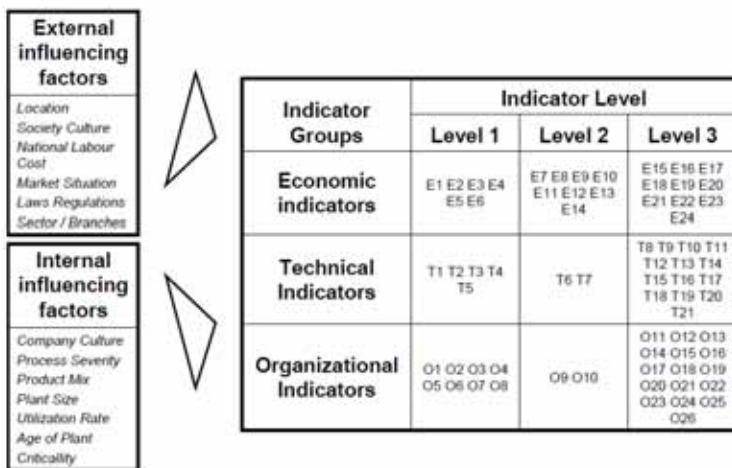 External
influencing
factors
Location
Society Culture
National Labour
Cost
Market Situation
Laws Regulations
Sector / Branches
Internal
influencing
factors
Company Culture
Process Severity
Product Mix
Plant Size
Utilization Rate
Age of Plant
Criticallity
Indicator
Groups
Indicator Level
Level 1
Level 2
Level 3
Economic
indicators
E1 E2 E3 E4
E5 E6
E7 E8 E9 E10
E11 E12 E13
E14
E15 E16 E17
E18 E19 E20
E21 E22 E23
E24
Technical
Indicators
T1 T2 T3 T4
T5
T6 T7
T8 T9 T10 T11
T12 T13 T14
T15 T16 T17
T18 T19 T20
T21
Organizational
Indicators
O1 O2 O3 O4
O5 O6 O7 O8
O9 O10
O11 O12 O13
O14 O15 O16
O17 O18 O19
O20 O21 O22
O23 O24 O25
O26